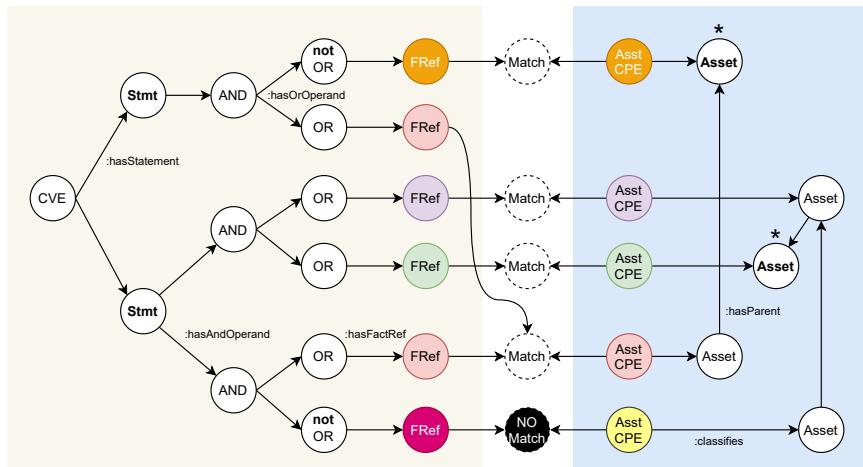 *
not
OR
FRef
Match
Asst
CPE
Asset
Stmt
AND
:hasOrOperand
OR
FRef
:hasStatement
CVE
OR
FRef
Match
Asst
CPE
Asset
AND
*
OR
FRef
Match
Asst
CPE
Asset
Stmt
:hasParent
:hasAndOperand
:hasFactRef
OR
FRef
Match
Asst
CPE
Asset
AND
not
OR
FRef
NO
Match
Asst
CPE
:classifies
Asset